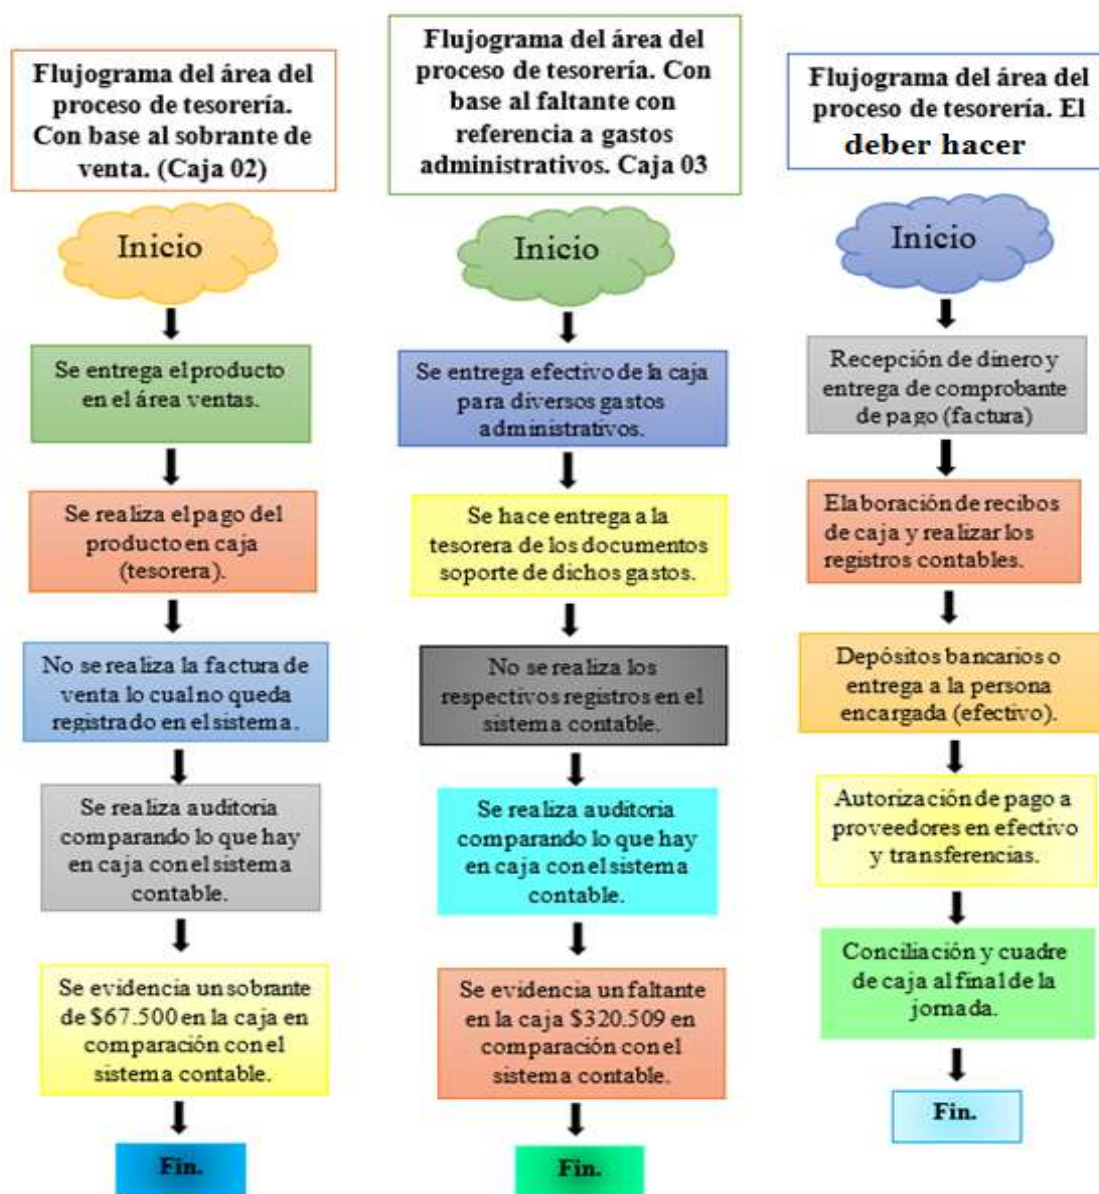 Flujograma del área del
proceso de tesorería.
Con base al sobrante de
venta. (Caja 02)
Inicio
Se entrega el producto
en el área ventas.
Se realiza el pago del
producto en caja
(tesorera).
No se realiza la factura de
venta lo cual no queda
registrado en el sistema.
Se realiza auditoria
comparando lo que hay
en caja con el sistema
contable.
Se evidencia un sobrante
de $67.500 en la caja en
comparación con el
sistema contable.
Fin.
Flujograma del área del
proceso de tesorería. Con
base al faltante con
referencia a gastos
administrativos. Caja 03
Inicio
Se entrega efectivo de la caja
para diversos gastos
administrativos.
Se hace entrega a la
tesorera de los documentos
soporte de dichos gastos.
No se realiza los
respectivos registros en el
sistema contable.
Se realiza auditoria
comparando lo que hay
en caja con el sistema
contable.
Se evidencia un faltante
en la caja $320.509 en
comparación con el
sistema contable.
Fin.
Flujograma del área del
proceso de tesorería. El
deber hacer
Inicio
Recepción de dinero y
entrega de comprobante
de pago (factura)
Elaboración de recibos
de caja y realizar los
registros contables.
Depósitos bancarios o
entrega a la persona
encargada (efectivo).
Autorización de pago a
proveedores en efectivo
y transferencias.
Conciliación y cuadre
de caja al final de la
jornada.
Fin.